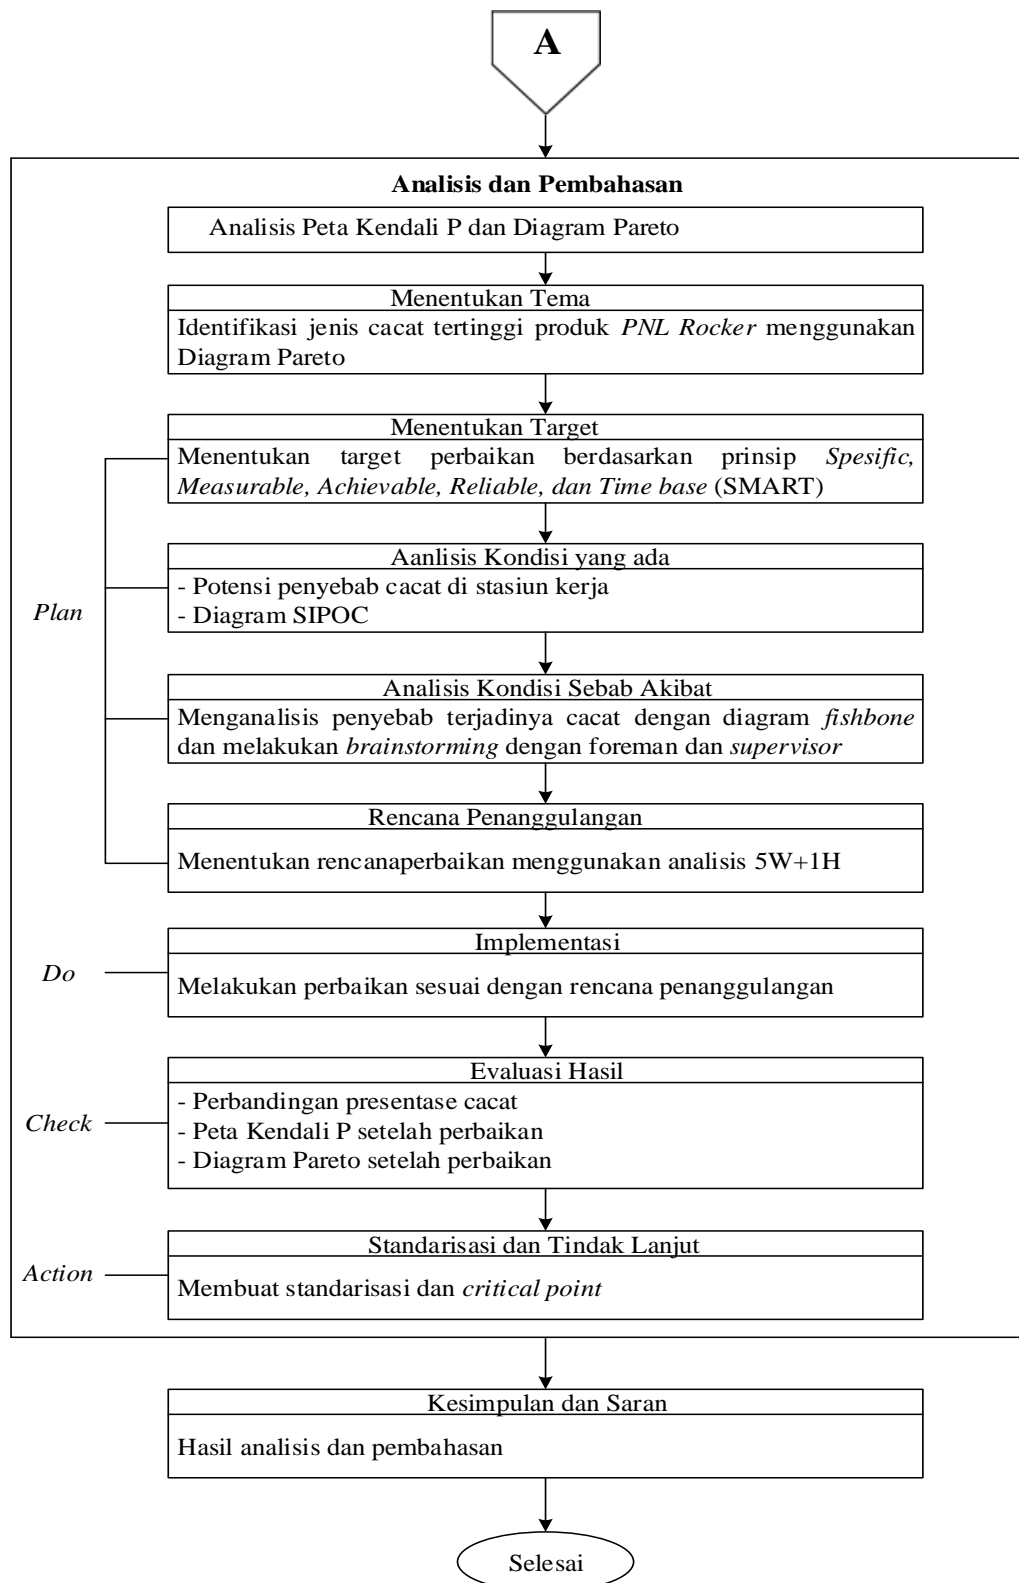 A
Analisis dan Pembahasan
Analisis Peta Kendali P dan Diagram Pareto
Menentukan Tema
Identifikasi jenis cacat tertinggi produk PNL Rocker menggunakan
Diagram Pareto
Menentukan Target
Menentukan target perbaikan berdasarkan prinsip Spesific,
Measurable, Achievable, Reliable, dan Time base (SMART)
Aanlisis Kondisi yang ada
- Potensi penyebab cacat di stasiun kerja
- Diagram SIPOC
Plan
Analisis Kondisi Sebab Akibat
Menganalisis penyebab terjadinya cacat dengan diagram fishbone
dan melakukan brainstorming dengan foreman dan supervisor
Rencana Penanggulangan
Menentukan rencanaperbaikan menggunakan analisis 5W+1H
Implementasi
Do
Melakukan perbaikan sesuai dengan rencana penanggulangan
Evaluasi Hasil
- Perbandingan presentase cacat
Check
- Peta Kendali P setelah perbaikan
- Diagram Pareto setelah perbaikan
Standarisasi dan Tindak Lanjut
Action
Membuat standarisasi dan critical point
Kesimpulan dan Saran
Hasil analisis dan pembahasan
Selesai